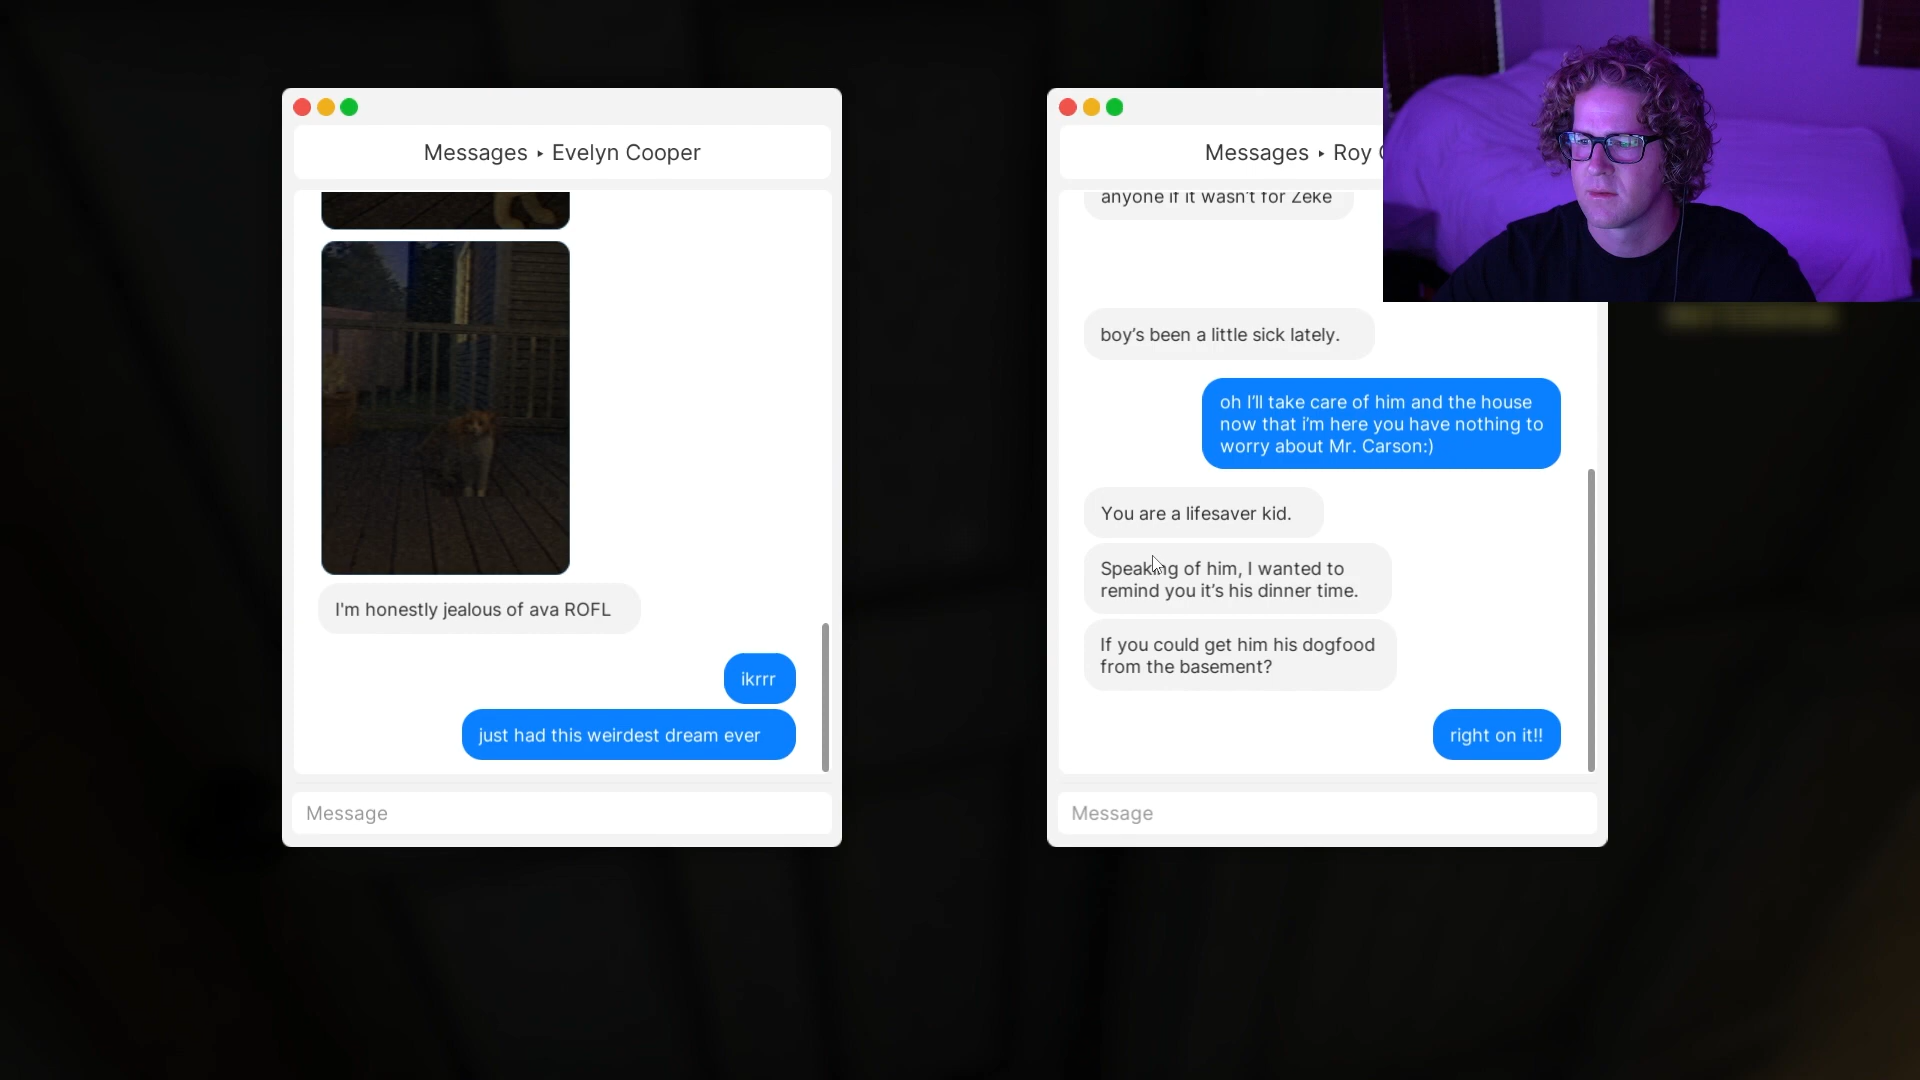 Messages ▸ Evelyn Cooper
I'm honestly jealous of ava ROFL
ikrrr
just had this weirdest dream ever
Message
Messages ▸ Roy
anyone if it wasn't for Zeke
boy's been a little sick lately.
oh I'll take care of him and the house
now that i'm here you have nothing to
worry about Mr. Carson:)
You are a lifesaver kid.
Speaking of him, I wanted to
remind you it's his dinner time.
If you could get him his dogfood
from the basement?
right on it!!
Message